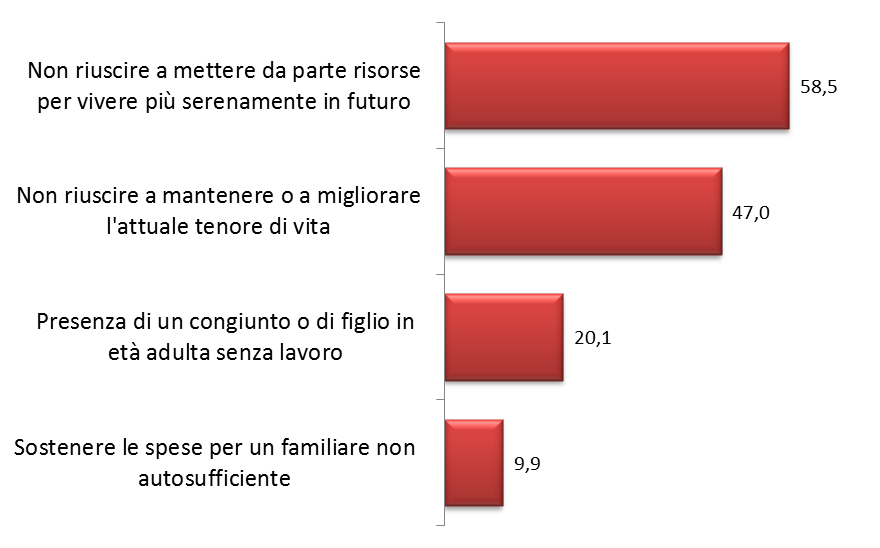 Non riuscire a mettere da parte risorse
per vivere più serenamente in futuro
58,5
Non riuscire a mantenere o a migliorare
l'attuale tenore di vita
47,0
Presenza di un congiunto o di figlio in
età adulta senza lavoro
20,1
Sostenere le spese per un familiare non
autosufficiente
9,9